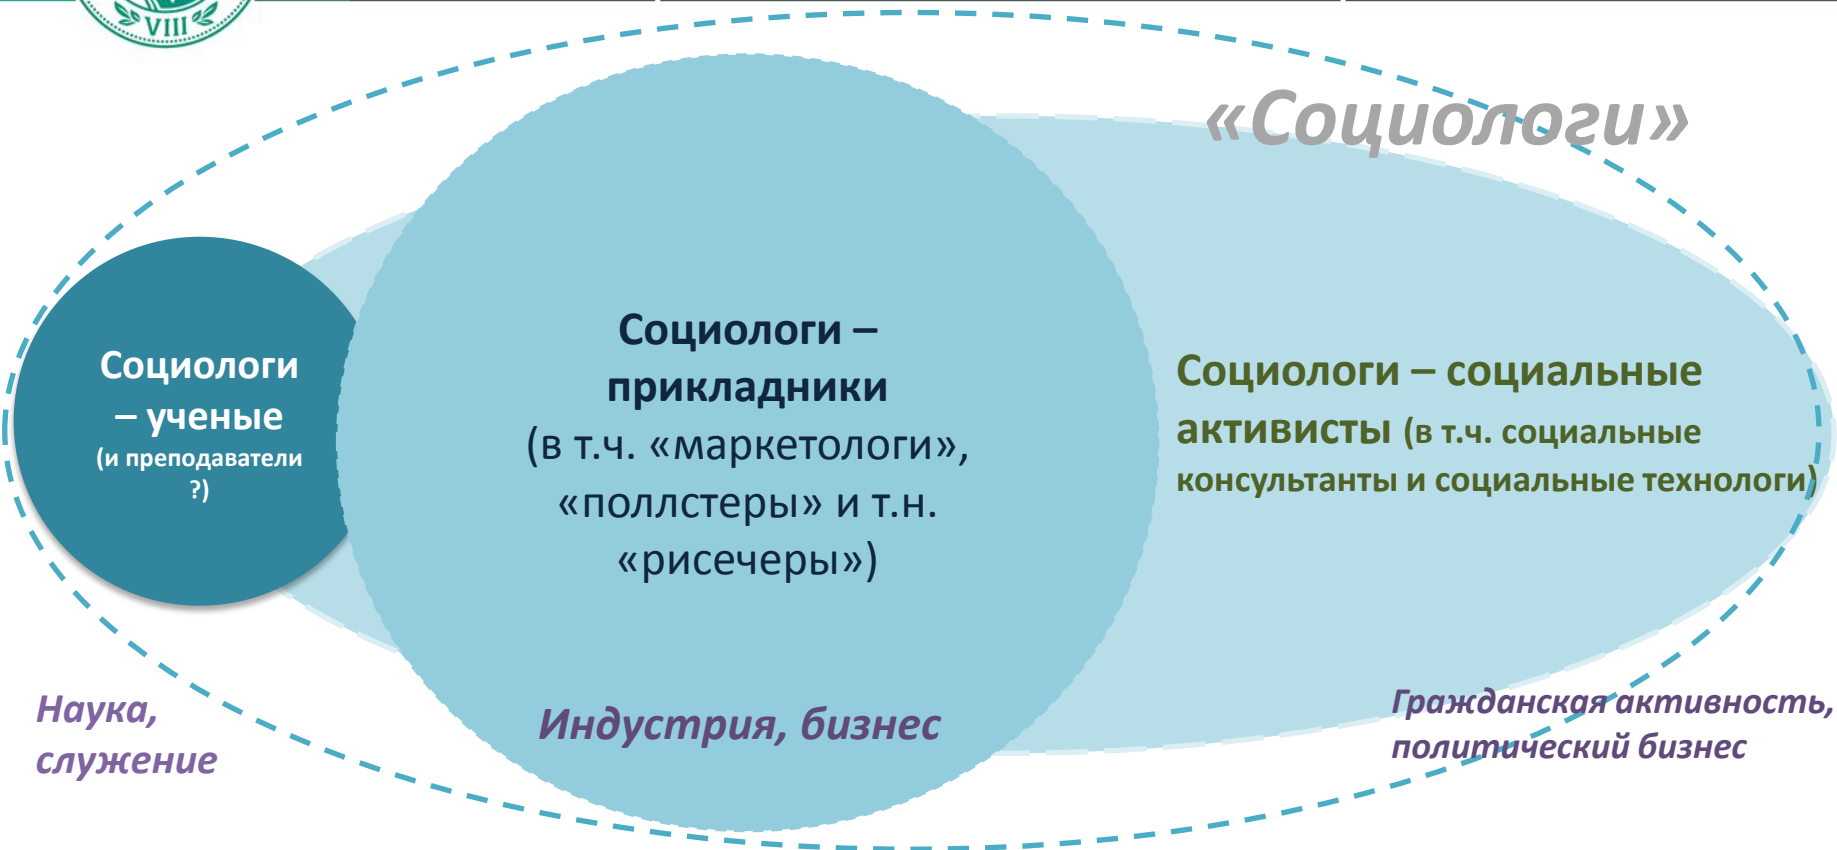 VIII
«Социологи»
Социологи
– ученые
(и преподаватели
?)
Социологи –
прикладники
(в т.ч. «маркетологи»,
«поллстеры» и т.н.
«рисечеры»)
Социологи – социальные
активисты (в т.ч. социальные
консультанты и социальные технологи)
Наука,
служение
Индустрия, бизнес
Гражданская активность,
политический бизнес